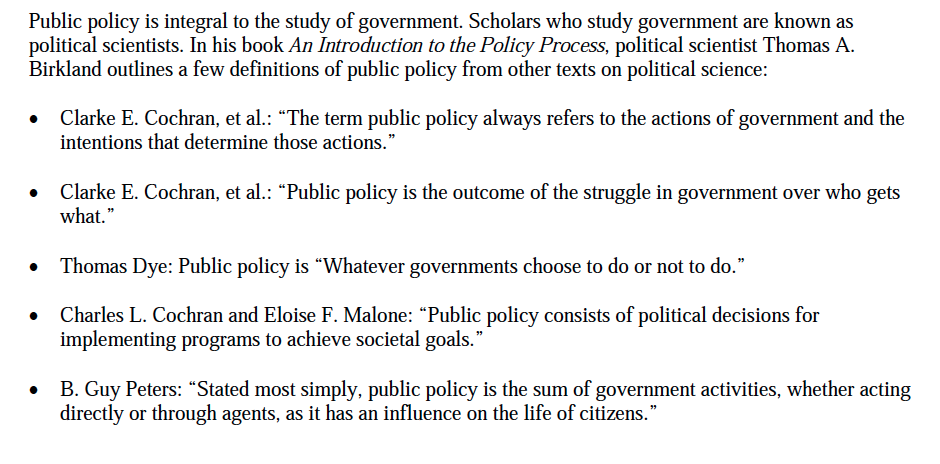 Public policy is integral to the study of government. Scholars who study government are known as
political scientists. In his book An Introduction to the Policy Process, political scientist Thomas A.
Birkland outlines a few definitions of public policy from other texts on political science:
• Clarke E. Cochran, et al.: “The term public policy always refers to the actions of government and the
intentions that determine those actions.”
• Clarke E. Cochran, et al.: “Public policy is the outcome of the struggle in government over who gets
what.”
• Thomas Dye: Public policy is “Whatever governments choose to do or not to do.”
• Charles L. Cochran and Eloise F. Malone: “Public policy consists of political decisions for
implementing programs to achieve societal goals.”
• B. Guy Peters: “Stated most simply, public policy is the sum of government activities, whether acting
directly or through agents, as it has an influence on the life of citizens.”